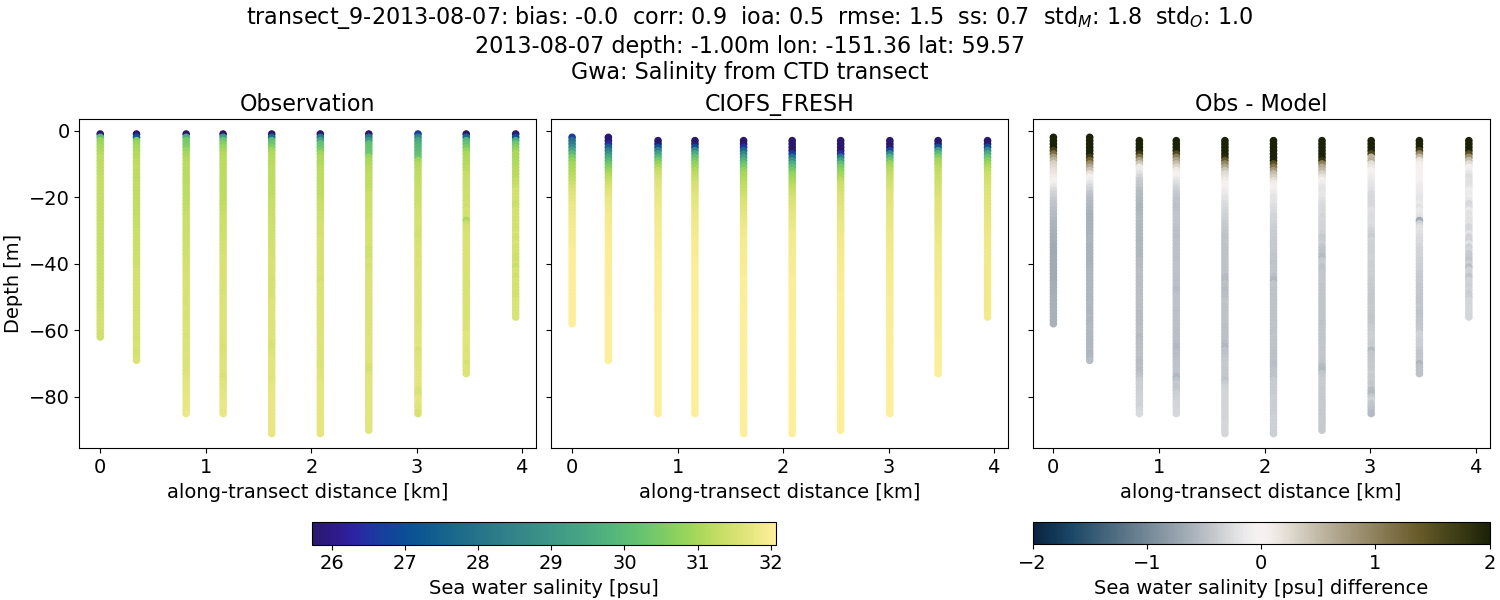 transect_9-2013-08-07: bias: -0.0 corr: 0.9 ioa: 0.5 rmse: 1.5 ss: 0.7 std_M: 1.8 std_O: 1.0
2013-08-07 depth: -1.00m lon: -151.36 lat: 59.57
Gwa: Salinity from CTD transect
Observation
CIOFS_FRESH
Obs - Model
Depth [m]
0
−20
−40
−60
−80
0 1 2 3 4
0 1 2 3 4
0 1 2 3 4
along-transect distance [km]
along-transect distance [km]
along-transect distance [km]
26 27 28 29 30 31 32
Sea water salinity [psu]
−2 −1 0 1 2
Sea water salinity [psu] difference